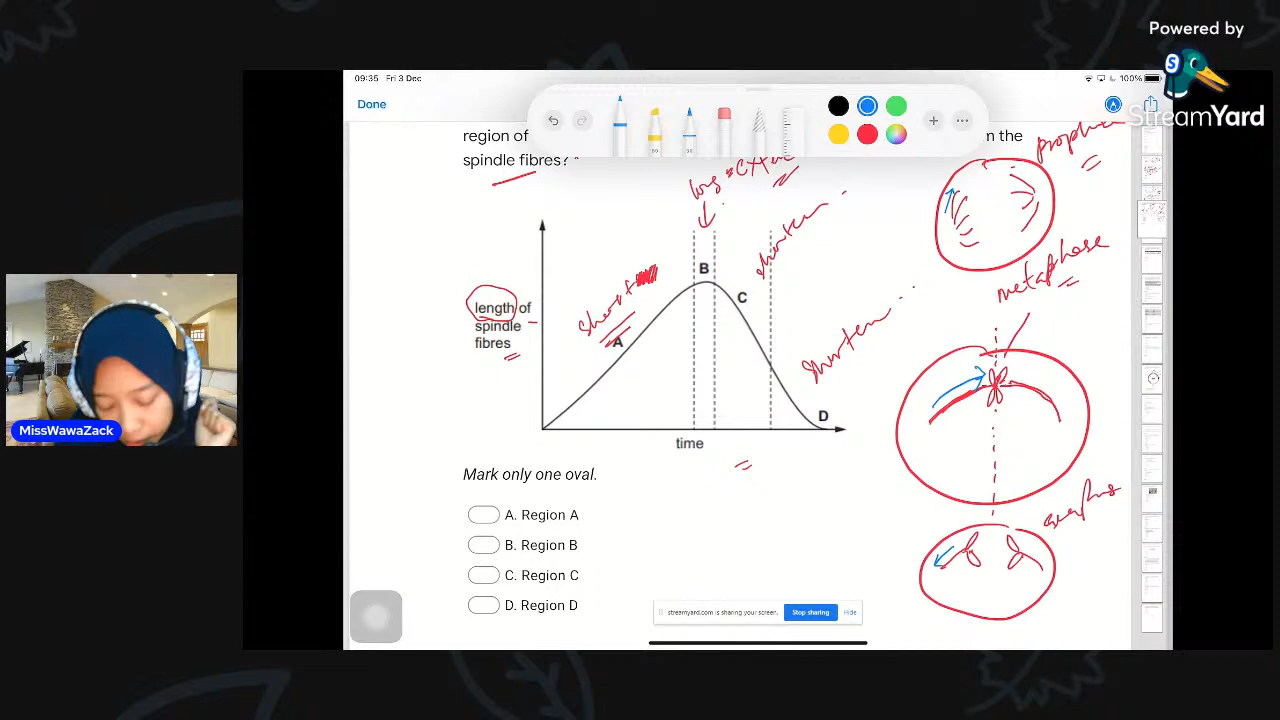 Powered by
StreamYard
09:35 Fri 3 Dec
100%
Done
region of
n the
spindle fibres? *
prophase
metaphase
shorten
shorten
B
C
length of
spindle
fibres
short
A
D
time
Mark only one oval.
A. Region A
B. Region B
C. Region C
D. Region D
MissWawaZack
streamyard.com is sharing your screen.
Stop sharing
Hide